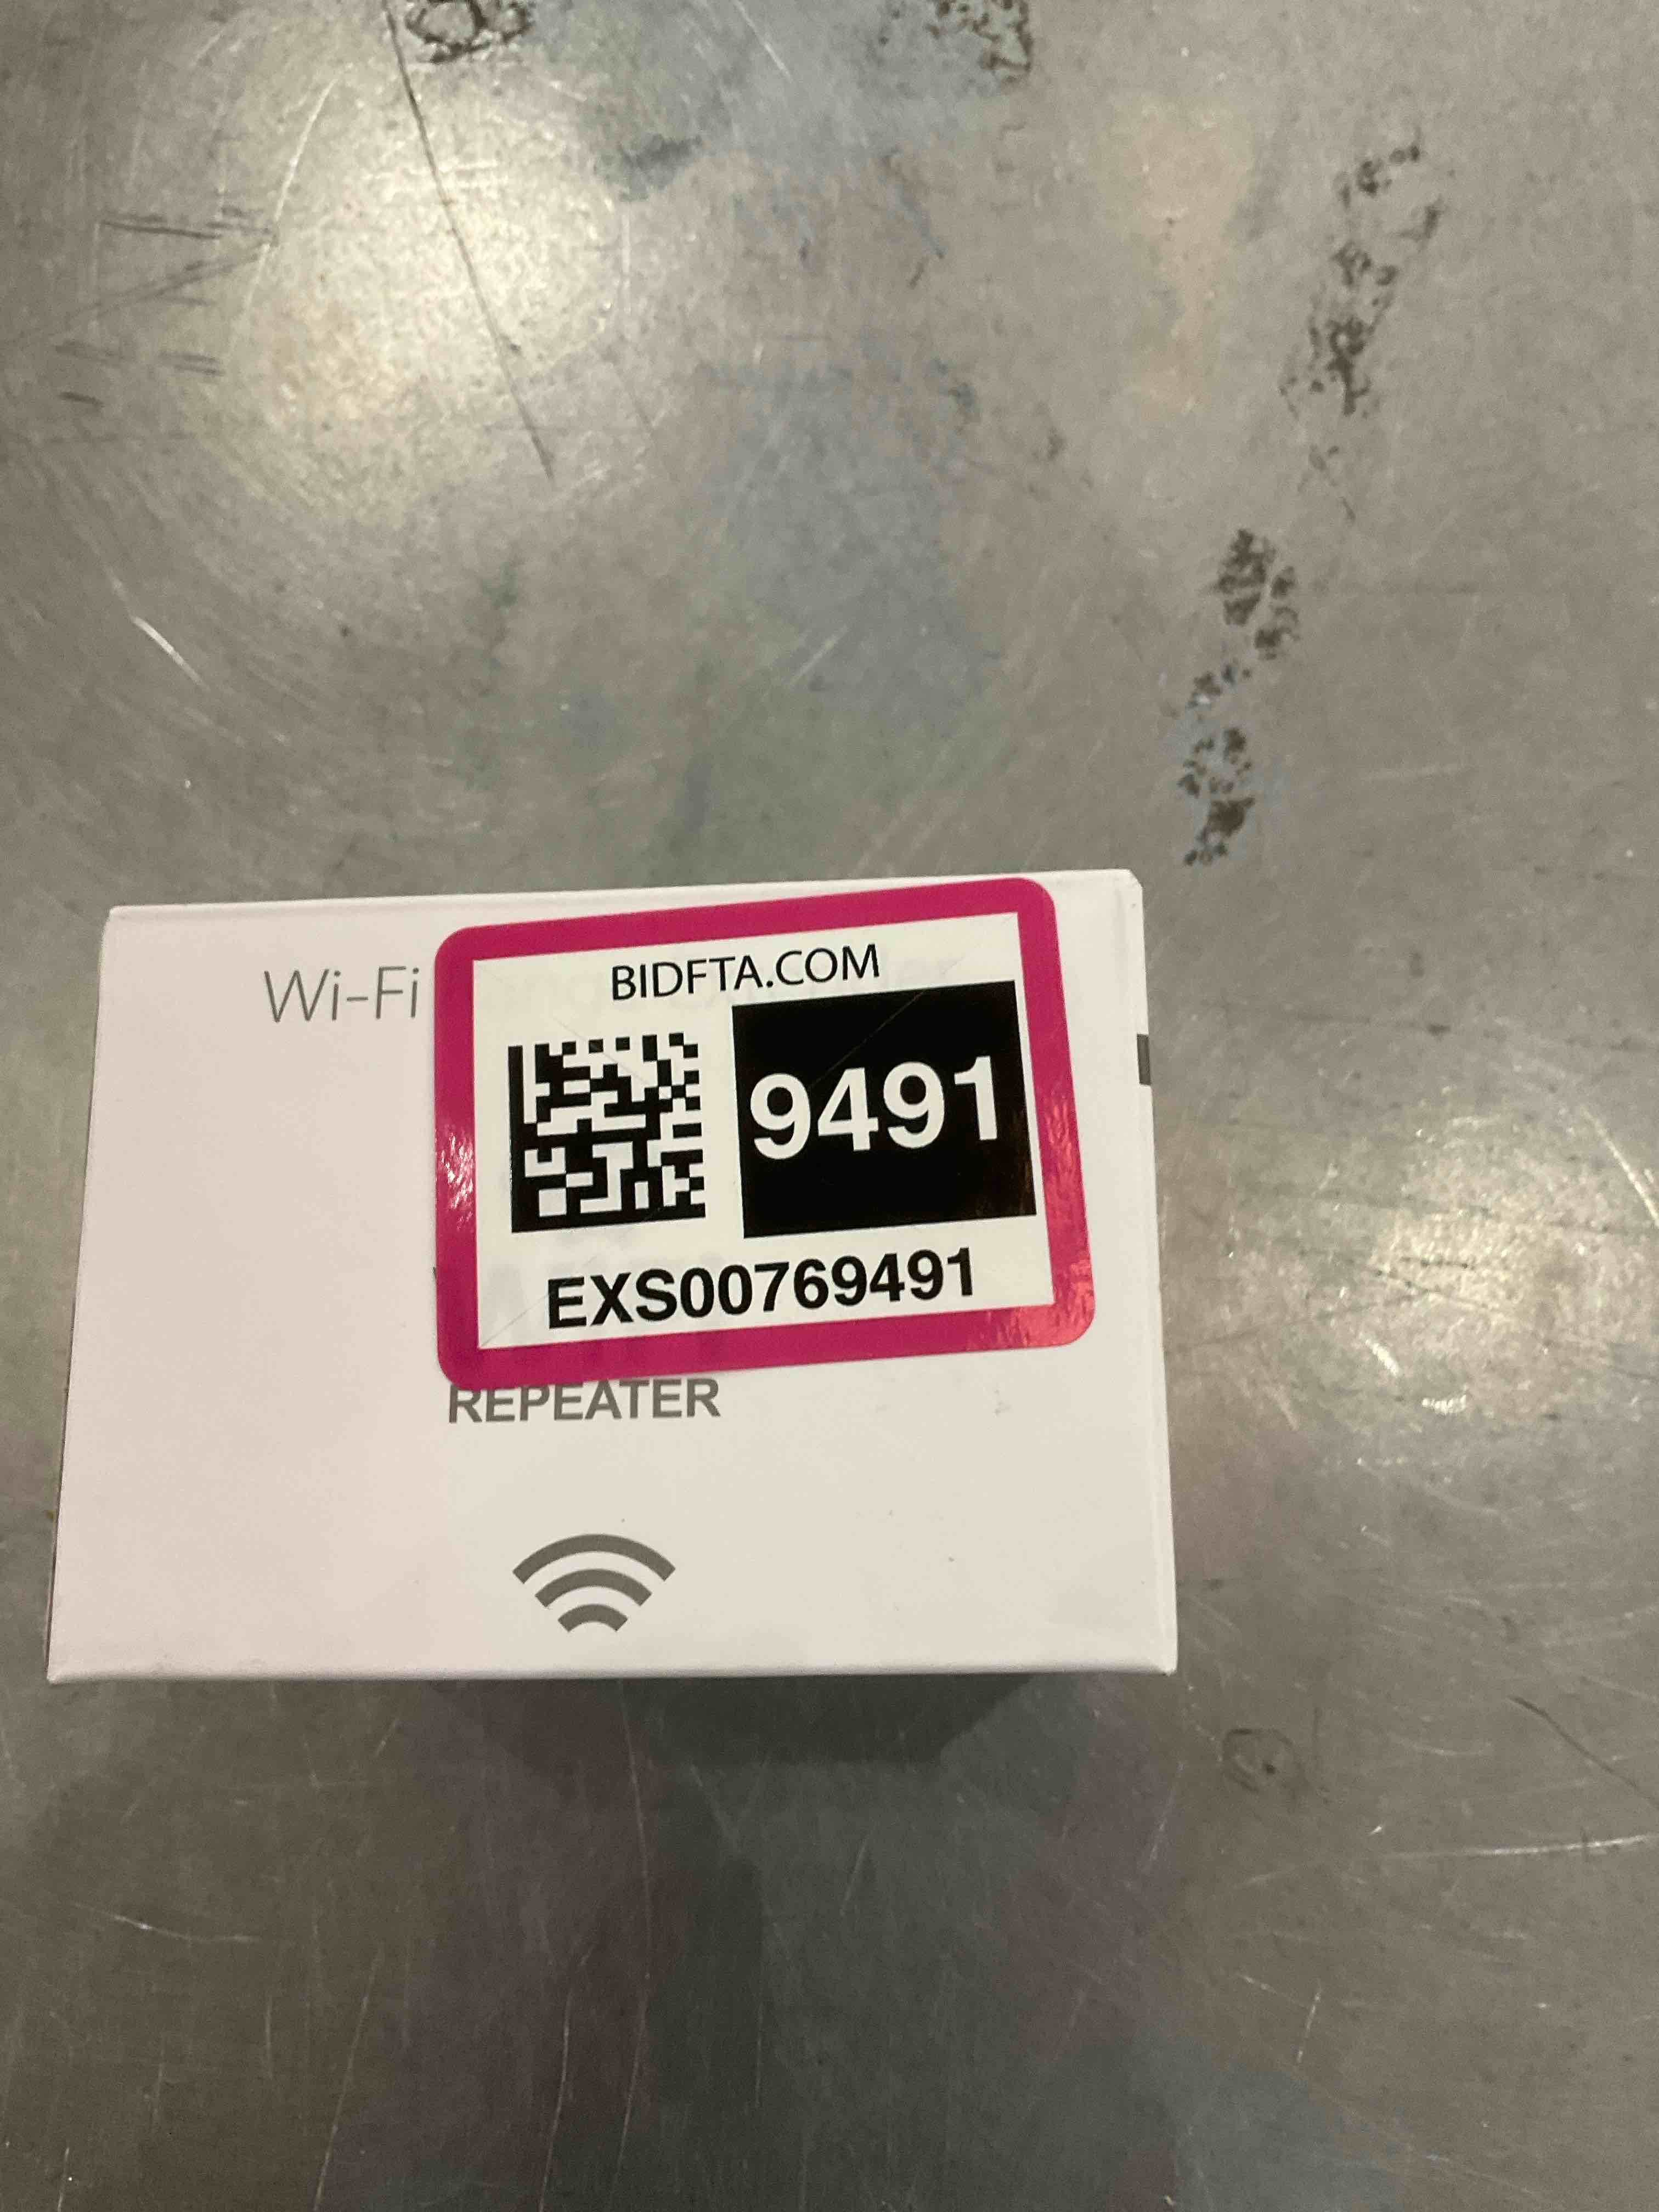 Wi-Fi
BIDFTA.COM
9491
EXS00769491
REPEATER